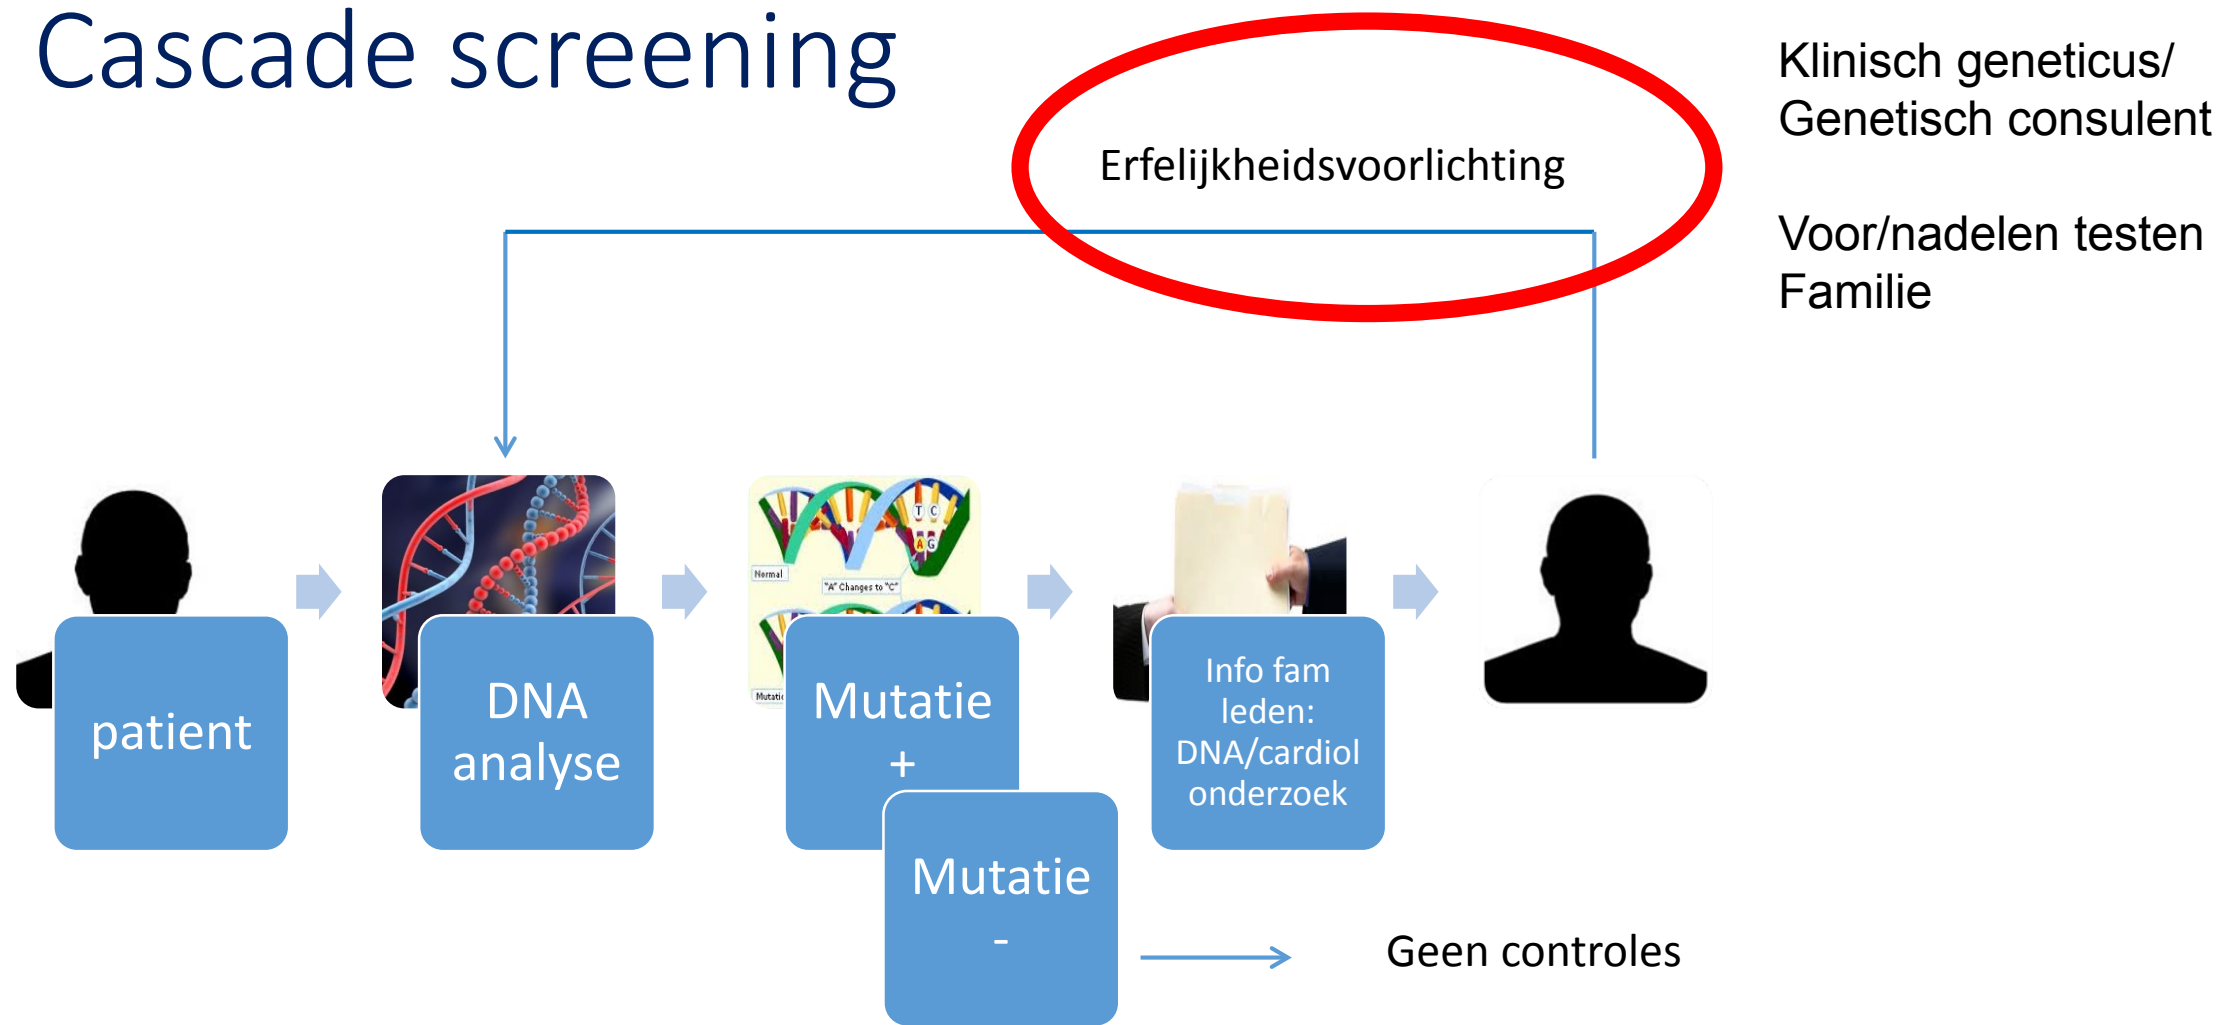 Cascade screening
Klinisch geneticus/
Genetisch consulent
Erfelijkheidsvoorlichting
Voor/nadelen testen
Familie
T C
A G
Normal
"A" Changes to "C"
patient
DNA
analyse
Mutatie
+
Info fam
leden:
DNA/cardiol
onderzoek
Mutatie
-
Geen controles